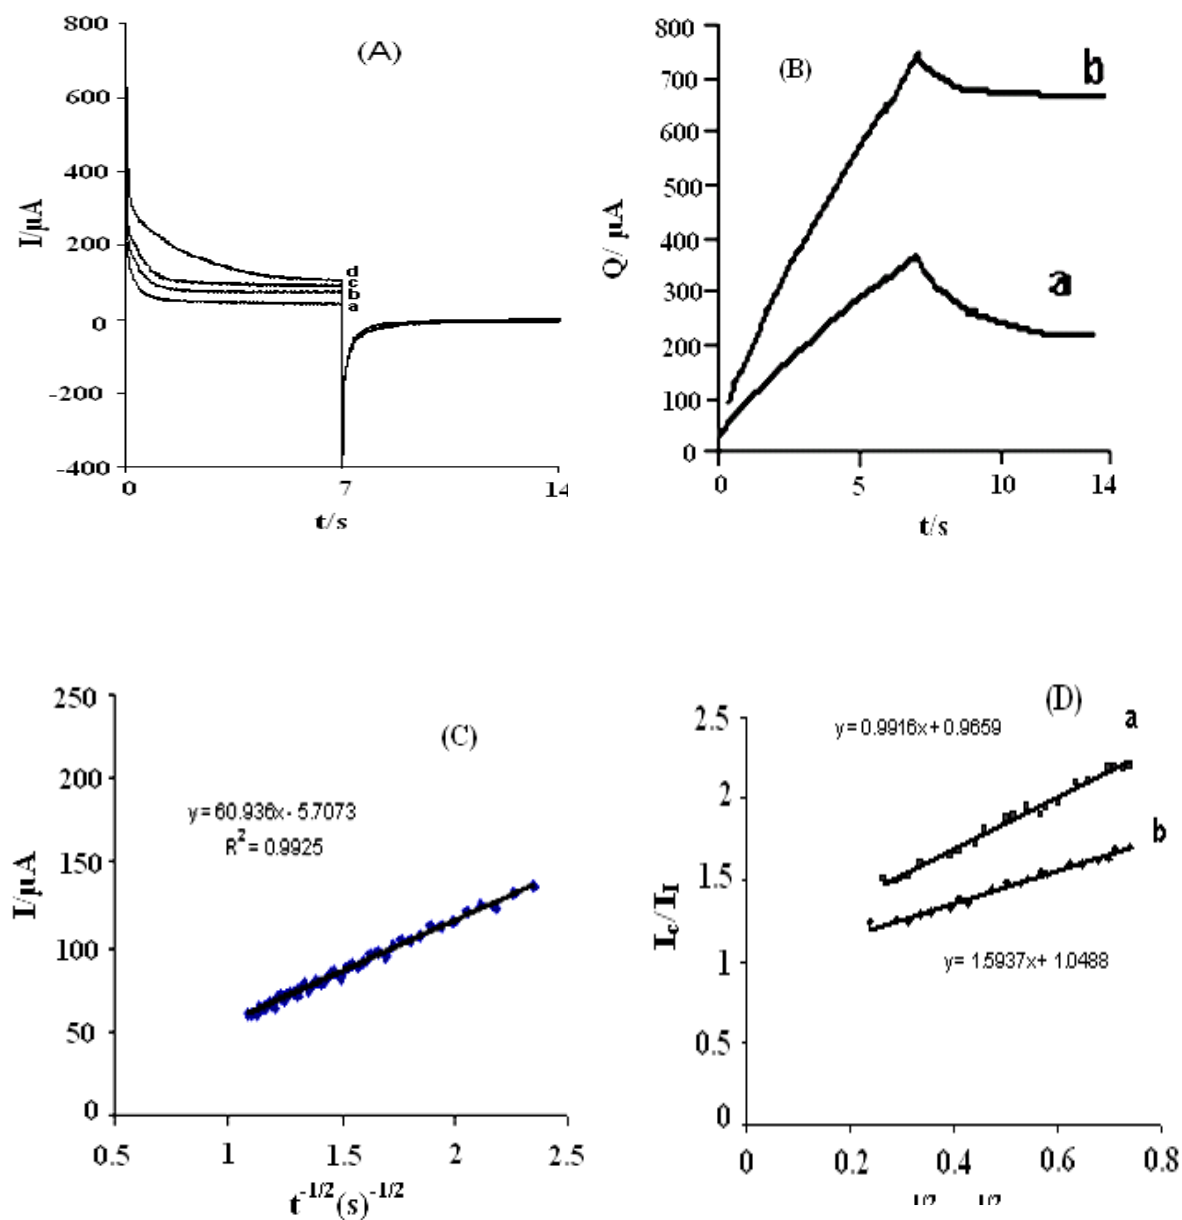 (A)
800
600
400
200
0
-200
-400
I/µA
d
c
b
a
0 7 14
t/s
(B)
800
700
600
500
400
300
200
100
0
Q/ µA
b
a
0 5 10 14
t/s
(C)
250
200
150
100
50
0
I/µA
y = 60.936x - 5.7073
R² = 0.9925
0.5 1 1.5 2 2.5
t⁻¹/²(s)⁻¹/²
(D)
2.5
2
1.5
1
0.5
0
y = 0.9916x + 0.9659
a
b
y = 1.5937x + 1.0488
0 0.2 0.4 0.6 0.8
1/2 1/2